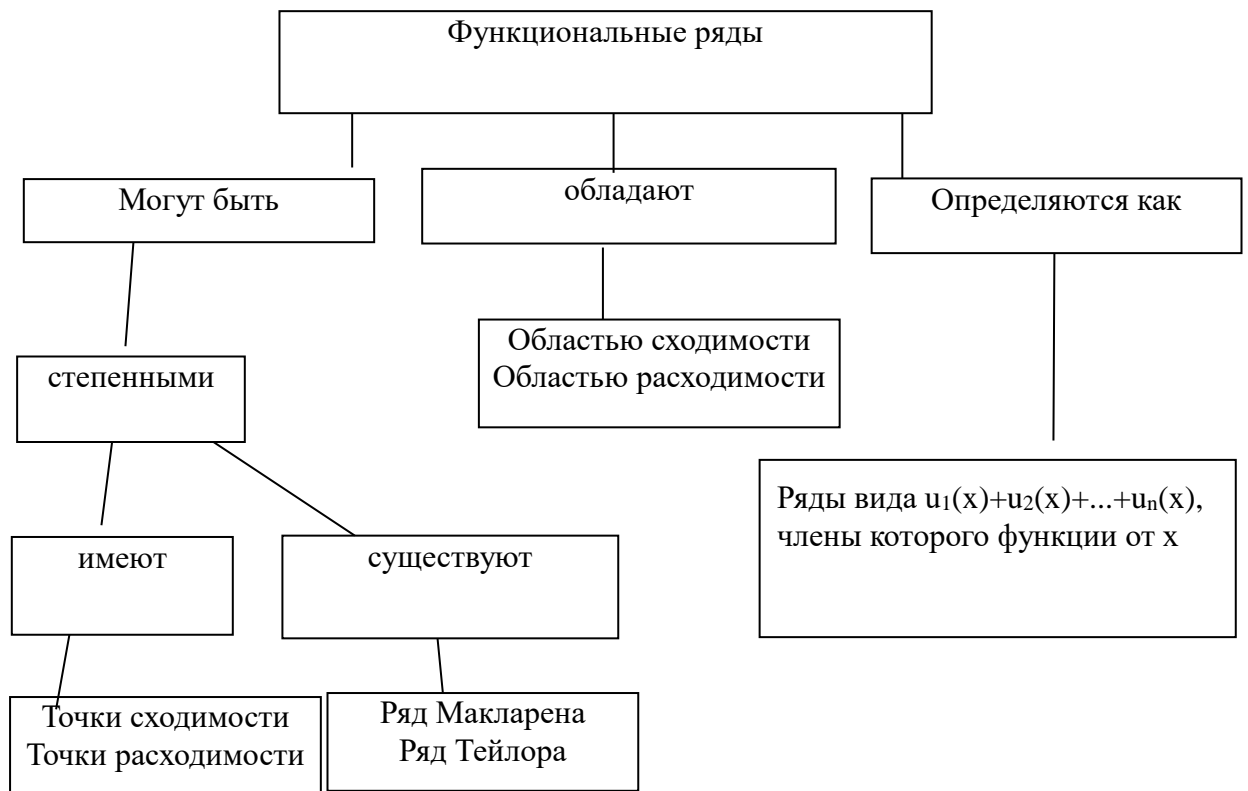 Функциональные ряды
Могут быть
обладают
Определяются как
степенными
Областью сходимости
Областью расходимости
Ряды вида u₁(x)+u₂(x)+...+uₙ(x),
члены которого функции от x
имеют
существуют
Точки сходимости
Точки расходимости
Ряд Макларена
Ряд Тейлора